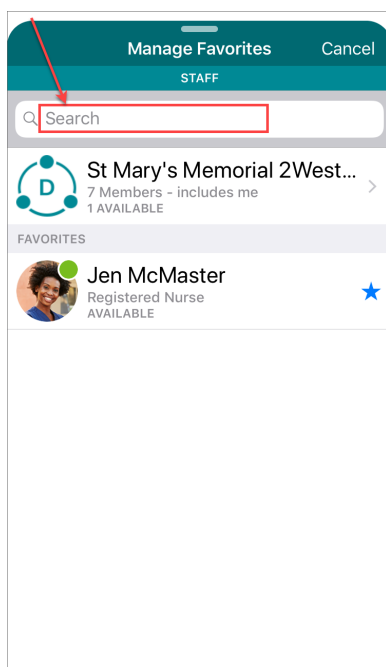 Manage Favorites Cancel
STAFF
Search
D
St Mary's Memorial 2West...
7 Members - includes me
1 AVAILABLE
FAVORITES
Jen McMaster
Registered Nurse
AVAILABLE